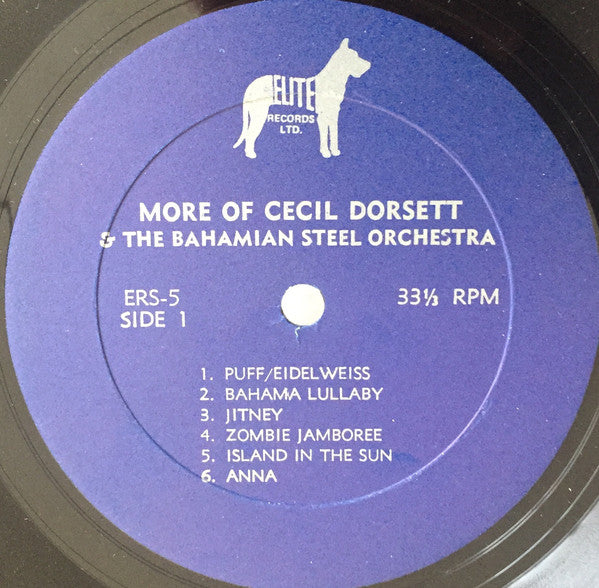 ELITE
RECORDS
LTD.
MORE OF CECIL DORSETT
& THE BAHAMIAN STEEL ORCHESTRA
ERS-5 33⅓ RPM
SIDE 1
1. PUFF/EIDELWEISS
2. BAHAMA LULLABY
3. JITNEY
4. ZOMBIE JAMBOREE
5. ISLAND IN THE SUN
6. ANNA